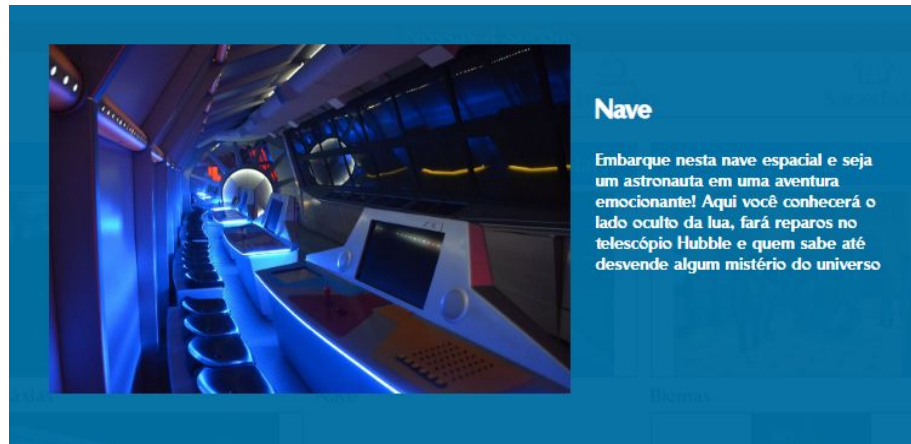 Nave
Embarque nesta nave espacial e seja
um astronauta em uma aventura
emocionante! Aqui você conhecerá o
lado oculto da lua, fará reparos no
telescópio Hubble e quem sabe até
desvende algum mistério do universo
Biomas